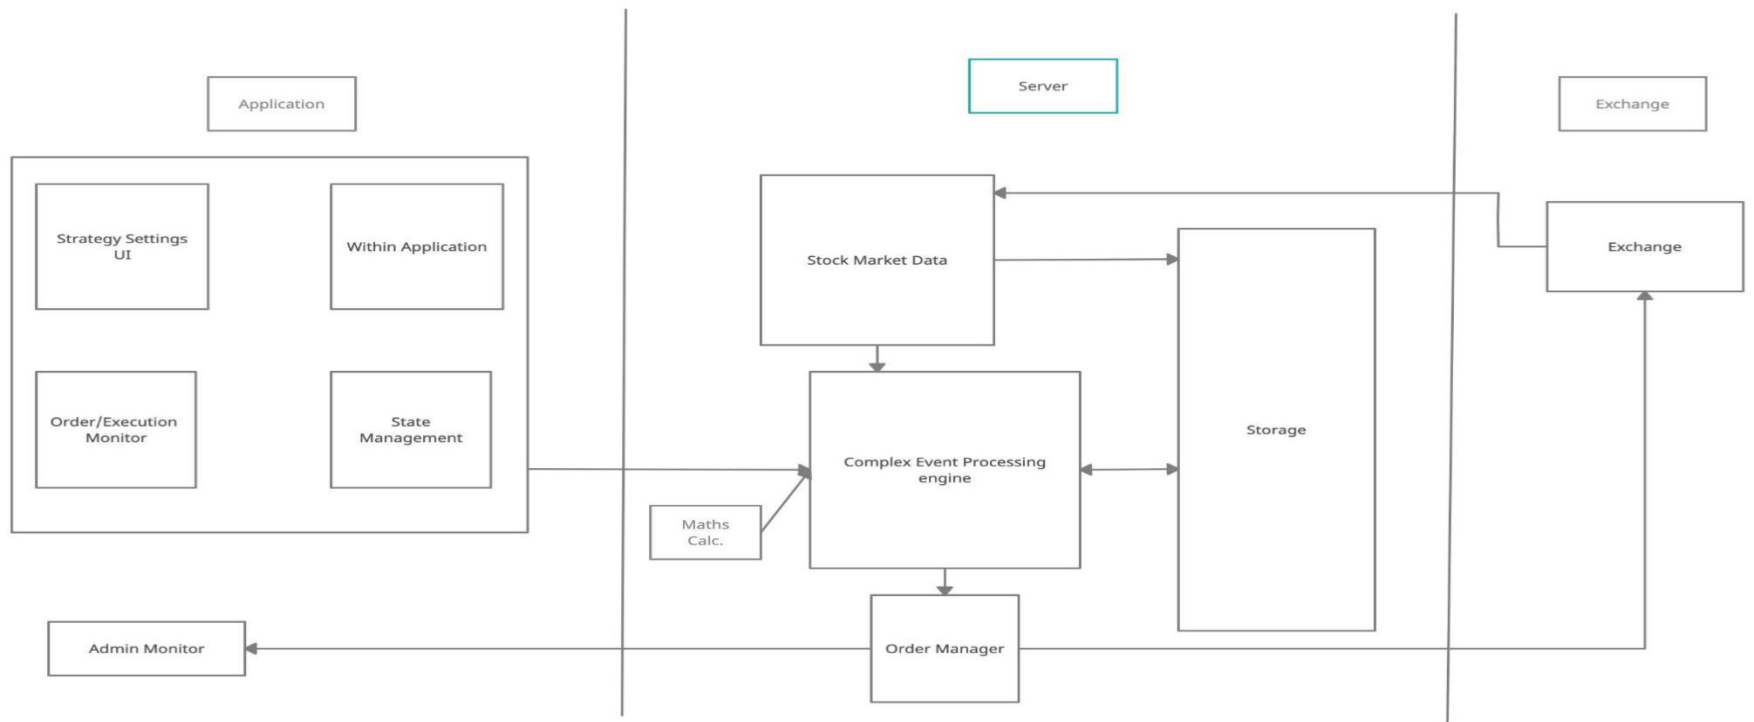 Application
Server
Exchange
Strategy Settings
UI
Within Application
Stock Market Data
Exchange
Order/Execution
Monitor
State
Management
Complex Event Processing
engine
Storage
Maths
Calc.
Admin Monitor
Order Manager